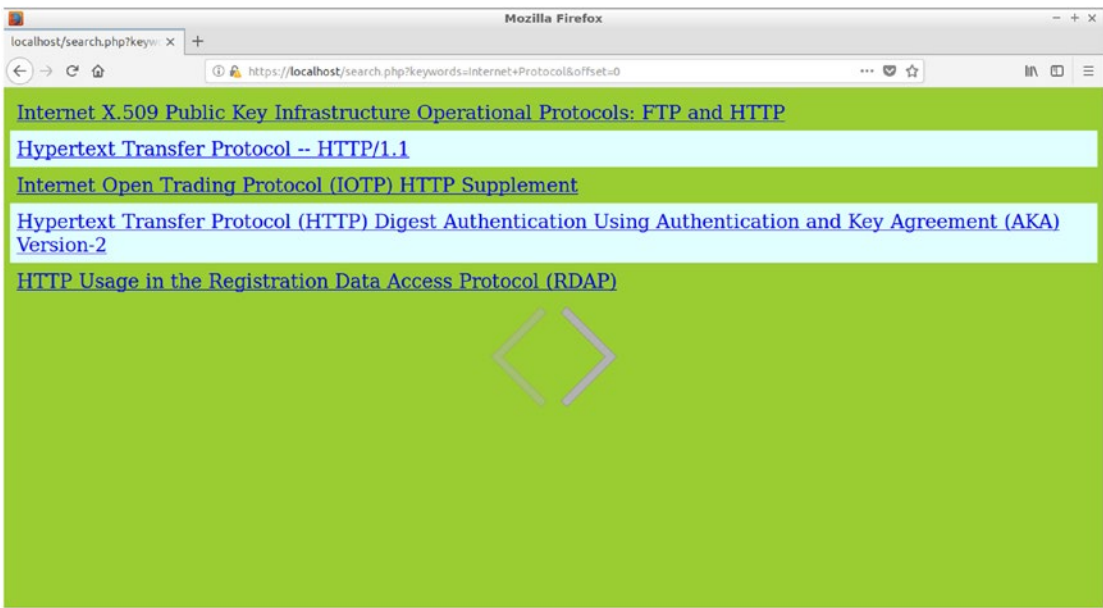 Mozilla Firefox
localhost/search.php?keyw
https://localhost/search.php?keywords=Internet+Protocol&offset=0
Internet X.509 Public Key Infrastructure Operational Protocols: FTP and HTTP
Hypertext Transfer Protocol -- HTTP/1.1
Internet Open Trading Protocol (IOTP) HTTP Supplement
Hypertext Transfer Protocol (HTTP) Digest Authentication Using Authentication and Key Agreement (AKA)
Version-2
HTTP Usage in the Registration Data Access Protocol (RDAP)